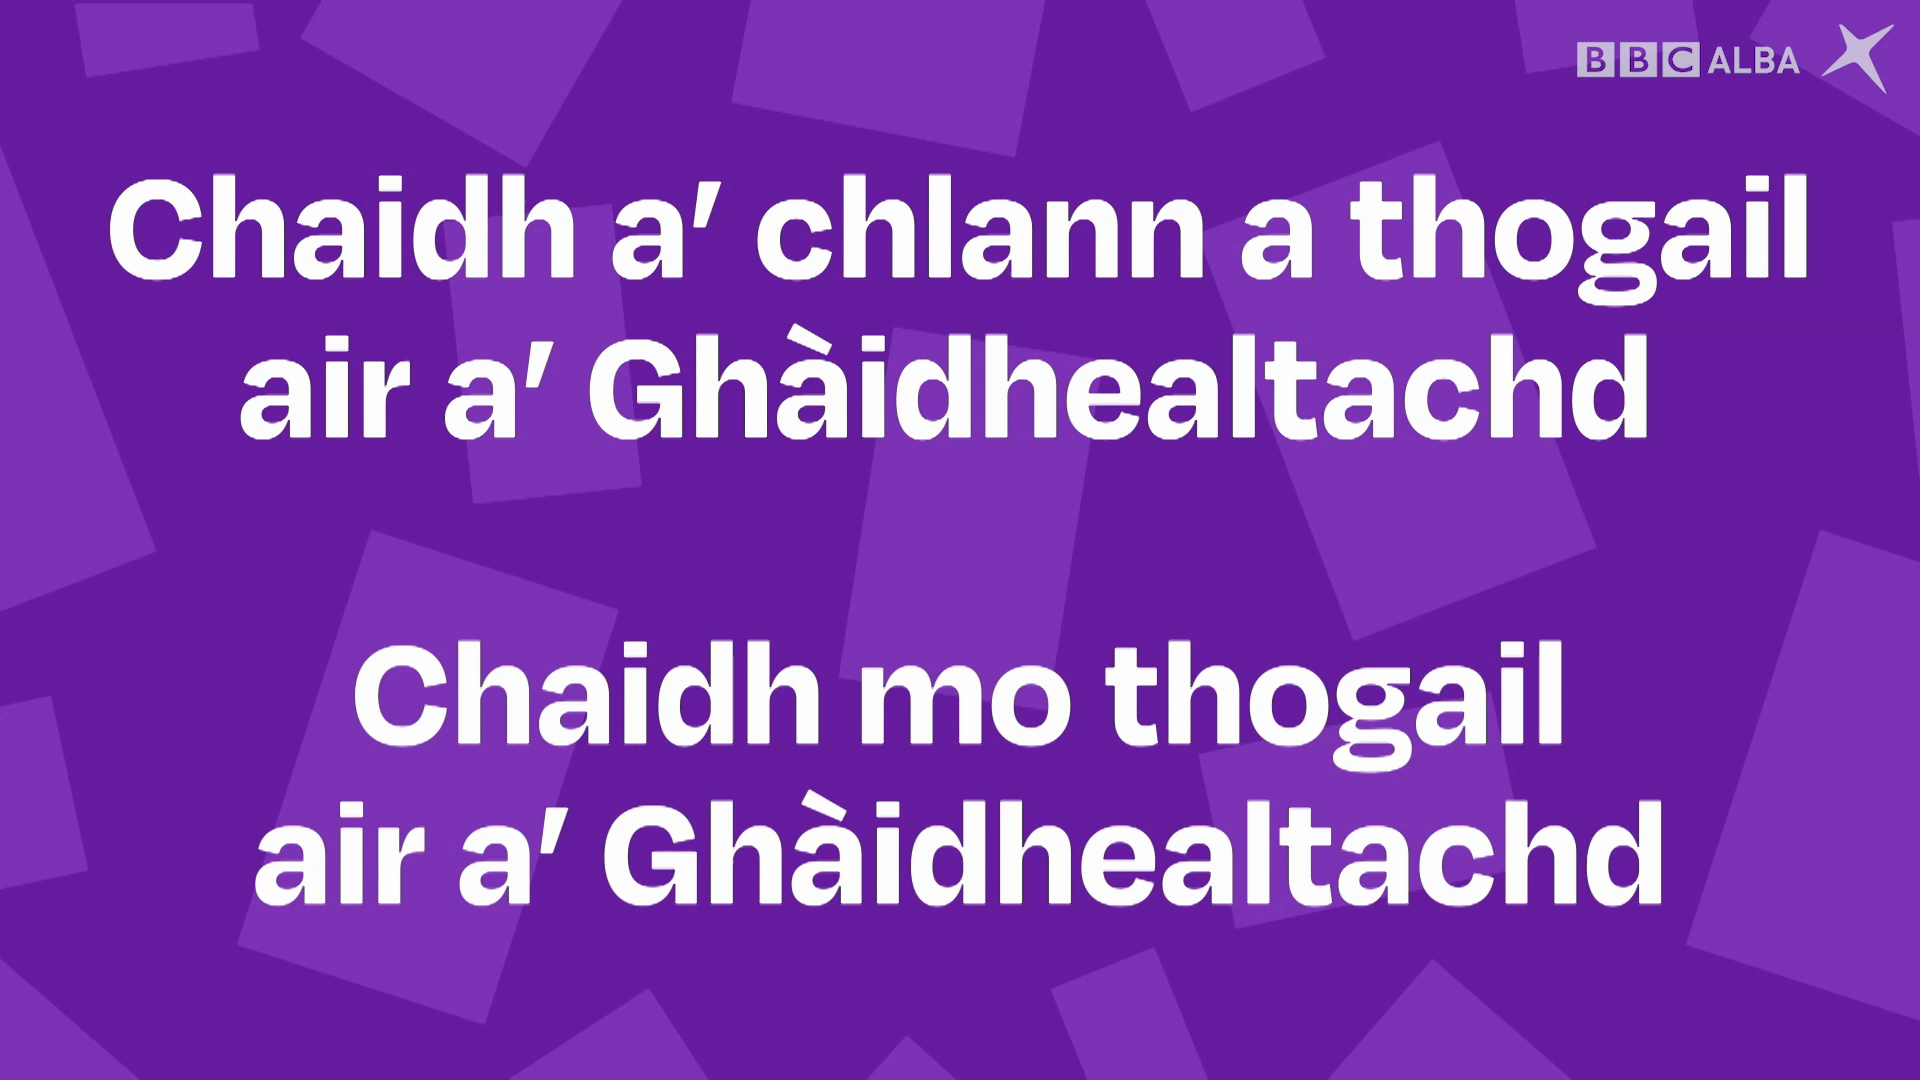 BBC ALBA
Chaidh a’ chlann a thogail
air a’ Ghàidhealtachd
Chaidh mo thogail
air a’ Ghàidhealtachd